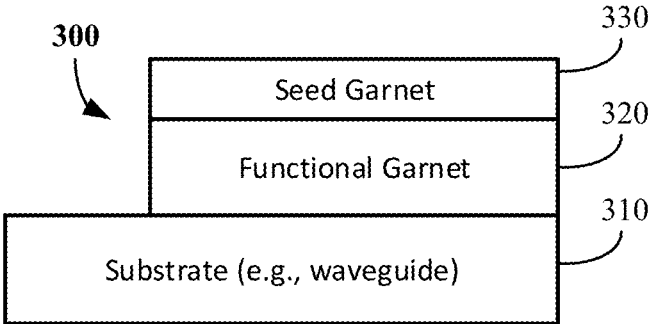 300
330
Seed Garnet
320
Functional Garnet
310
Substrate (e.g., waveguide)